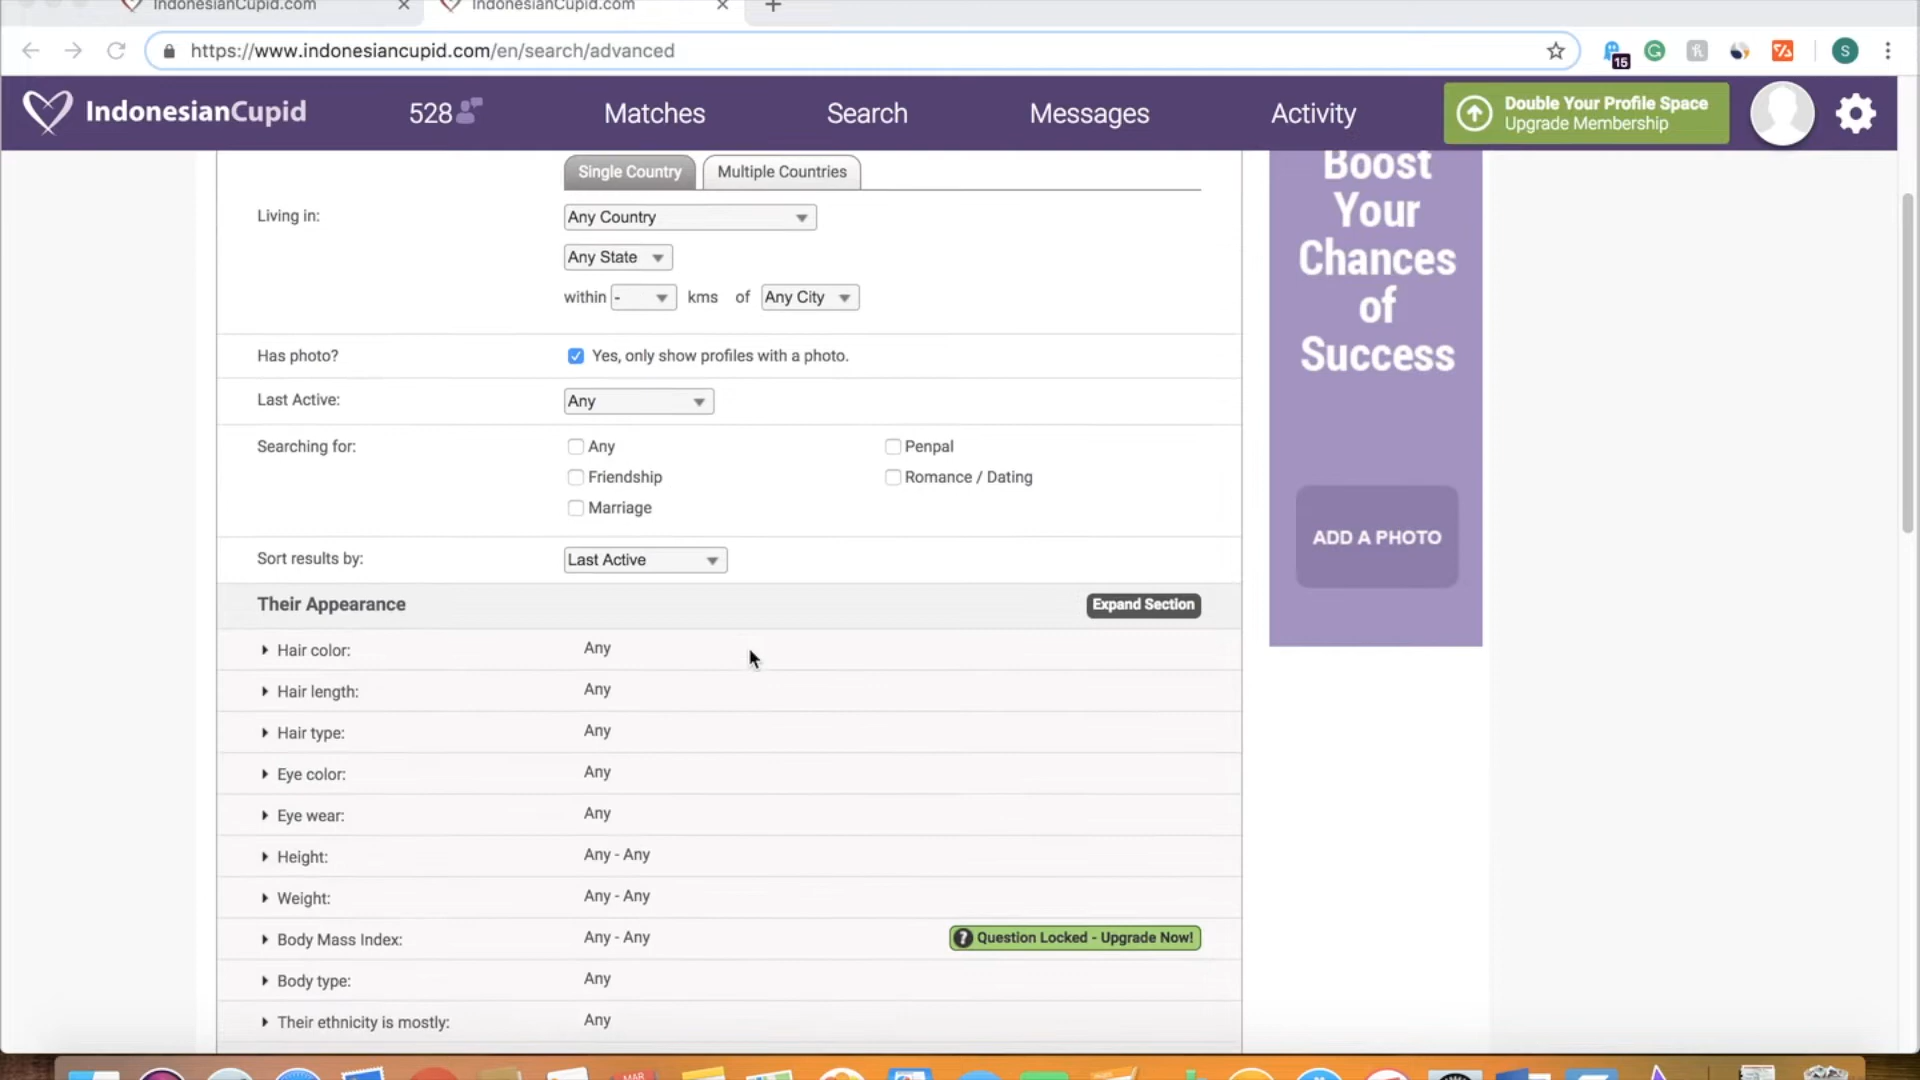 IndonesianCupid.com
IndonesianCupid.com
https://www.indonesiancupid.com/en/search/advanced
15
G
S
IndonesianCupid
528
Matches
Search
Messages
Activity
Double Your Profile Space
Upgrade Membership
Single Country
Multiple Countries
Living in:
Any Country
Any State
within - kms of Any City
Has photo?
Yes, only show profiles with a photo.
Last Active:
Any
Searching for:
Any
Penpal
Friendship
Romance / Dating
Marriage
Sort results by:
Last Active
Their Appearance
Expand Section
Hair color:
Any
Hair length:
Any
Hair type:
Any
Eye color:
Any
Eye wear:
Any
Height:
Any - Any
Weight:
Any - Any
Body Mass Index:
Any - Any
? Question Locked - Upgrade Now!
Body type:
Any
Their ethnicity is mostly:
Any
Boost
Your
Chances
of
Success
ADD A PHOTO
MAR